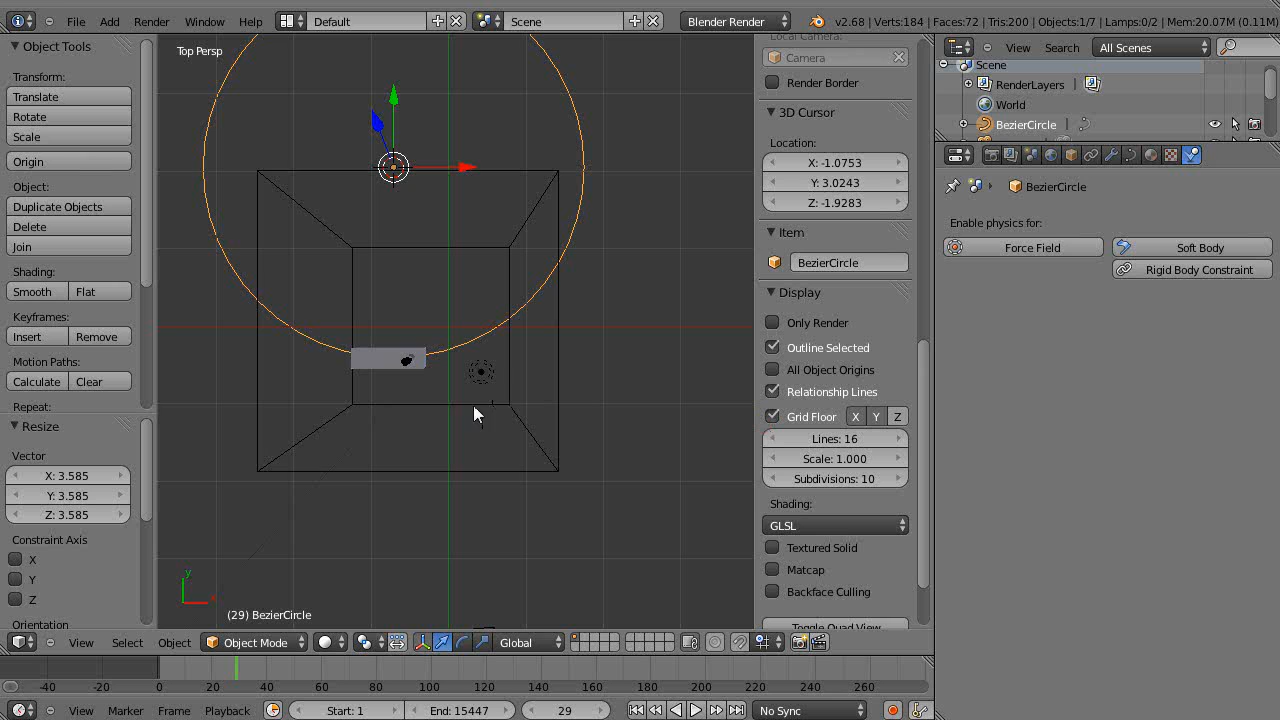 File Add Render Window Help Default Scene Blender Render v2.68 | Verts:184 | Faces:72 | Tris:200 | Objects:1/7 | Lamps:0/2 | Mem:20.07M (0.11M)
Object Tools
Transform:
Translate
Rotate
Scale
Origin
Object:
Duplicate Objects
Delete
Join
Shading:
Smooth Flat
Keyframes:
Insert Remove
Motion Paths:
Calculate Clear
Repeat:
Resize
Vector
X: 3.585
Y: 3.585
Z: 3.585
Constraint Axis
X
Y
Z
Orientation
Top Persp
y
(29) BezierCircle
Local Camera:
Camera
Render Border
3D Cursor
Location:
X: -1.0753
Y: 3.0243
Z: -1.9283
Item
BezierCircle
Display
Only Render
Outline Selected
All Object Origins
Relationship Lines
Grid Floor X Y Z
Lines: 16
Scale: 1.000
Subdivisions: 10
Shading:
GLSL
Textured Solid
Matcap
Backface Culling
Toggle Quad View
View Search All Scenes
Scene
RenderLayers
World
BezierCircle
BezierCircle
Enable physics for:
Force Field Soft Body
Rigid Body Constraint
View Select Object Object Mode Global
-40 -20 0 20 40 60 80 100 120 140 160 180 200 220 240 260
View Marker Frame Playback Start: 1 End: 15447 29 No Sync